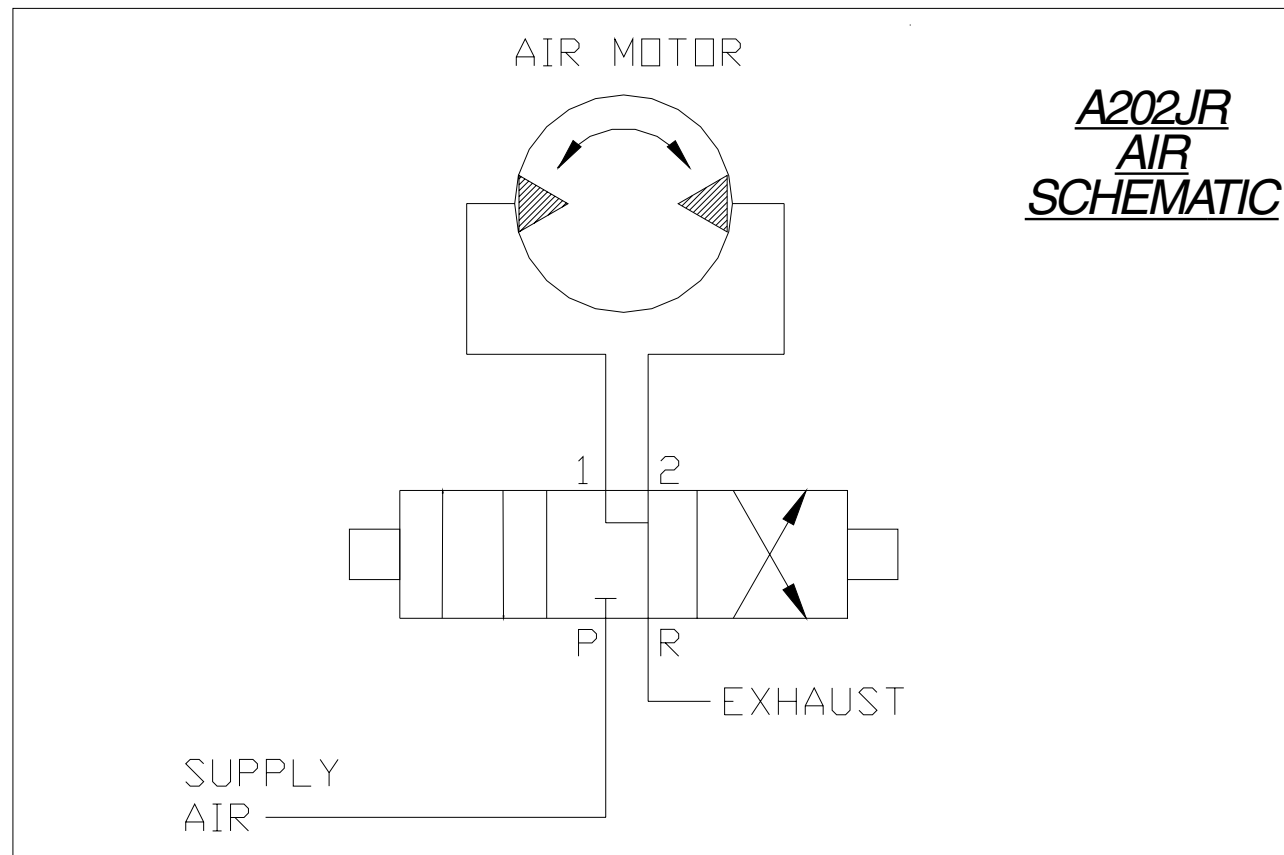 AIR MOTOR
A202JR
AIR
SCHEMATIC
1 2
P R
EXHAUST
SUPPLY
AIR